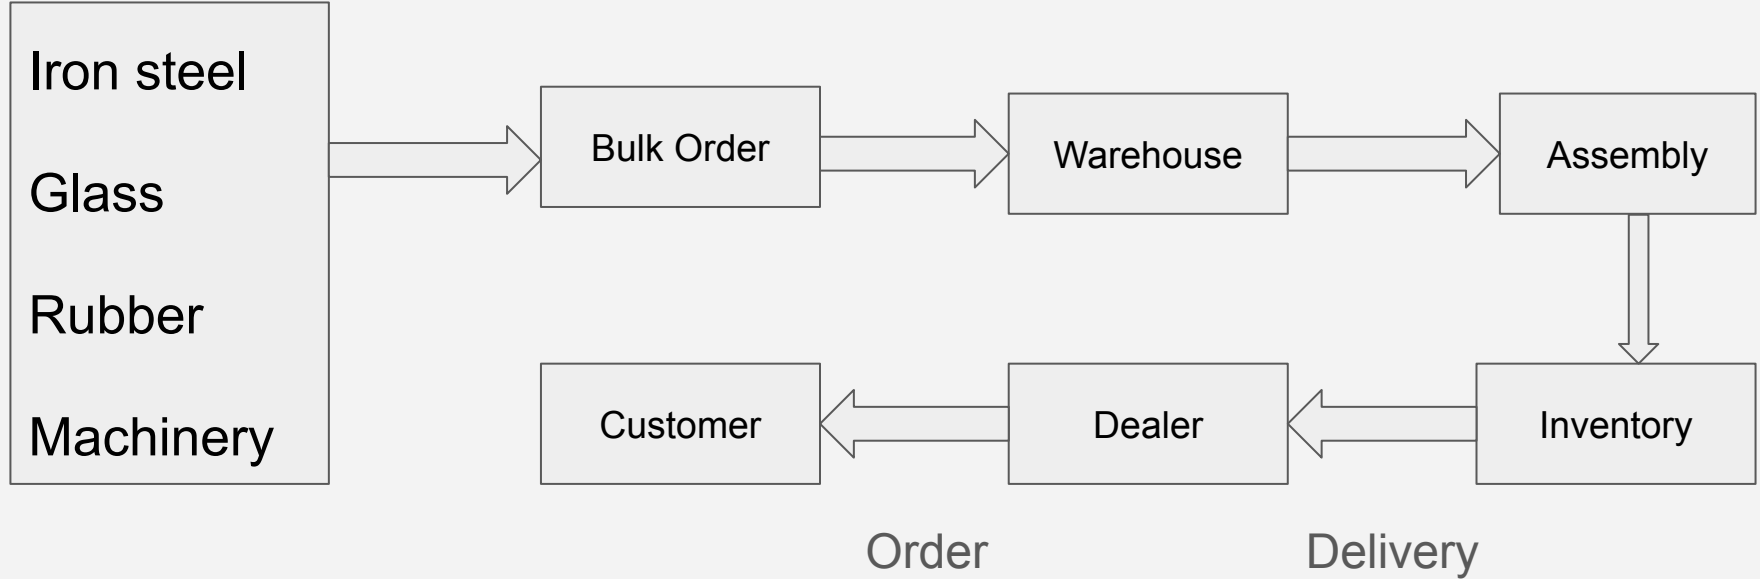 Iron steel
Glass
Rubber
Machinery
Bulk Order
Warehouse
Assembly
Customer
Dealer
Inventory
Order
Delivery